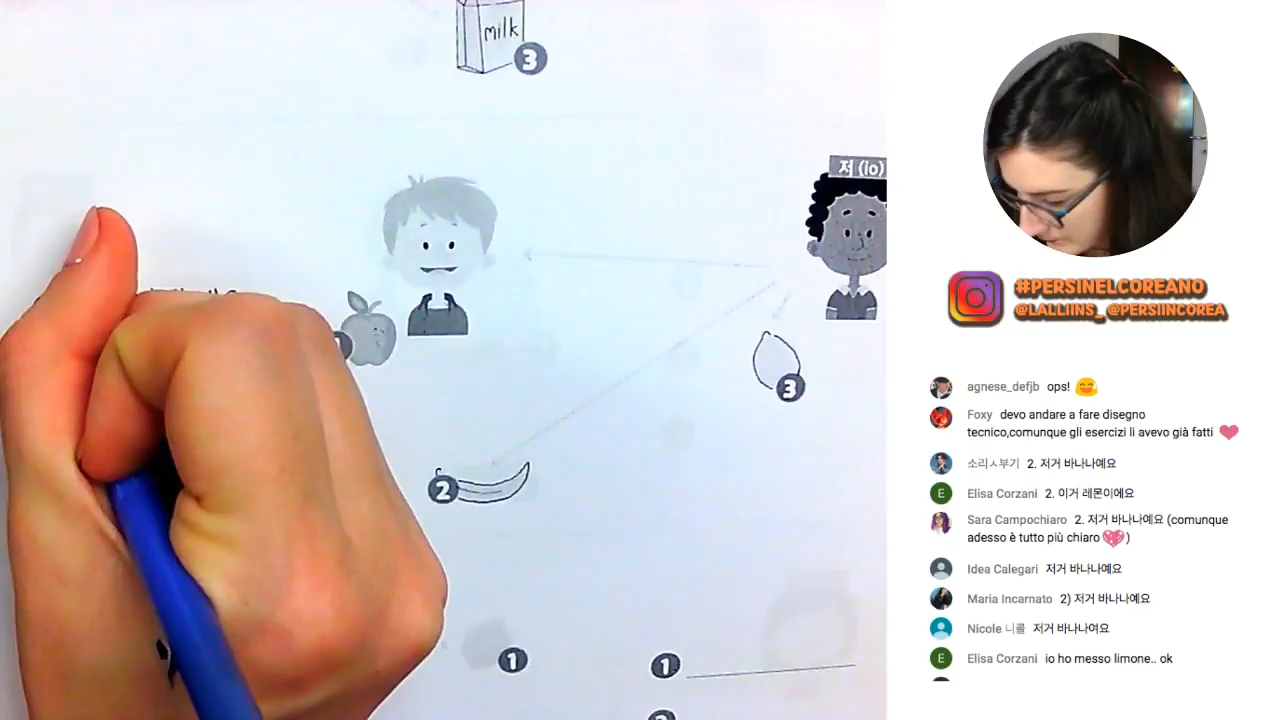 milk
3
저 (io)
3
2
1
1
#PERSINELCOREANO
@LALLIINS_ @PERSIINCOREA
agnese_defjb ops!
Foxy devo andare a fare disegno
tecnico,comunque gli esercizi li avevo già fatti
소리ㅅ부기 2. 저거 바나나예요
Elisa Corzani 2. 이거 레몬이에요
Sara Campochiaro 2. 저거 바나나예요 (comunque
adesso è tutto più chiaro )
Idea Calegari 저거 바나나예요
Maria Incarnato 2) 저거 바나나예요
Nicole 니콜 저거 바나나여요
Elisa Corzani io ho messo limone.. ok